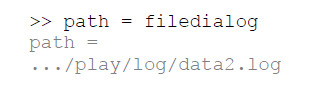 >> path = filedialog
path =
.../play/log/data2.log